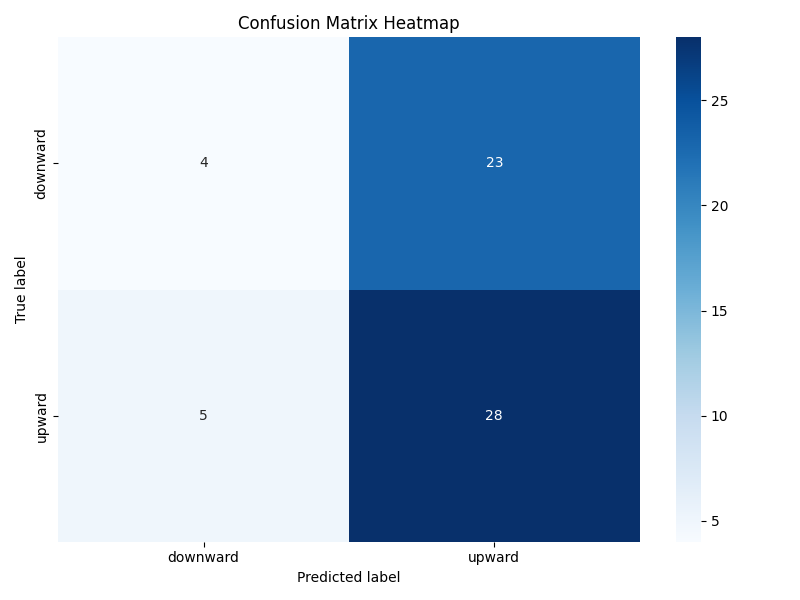 Confusion Matrix Heatmap
downward
4
23
25
20
True label
15
upward
5
28
10
5
downward
upward
Predicted label